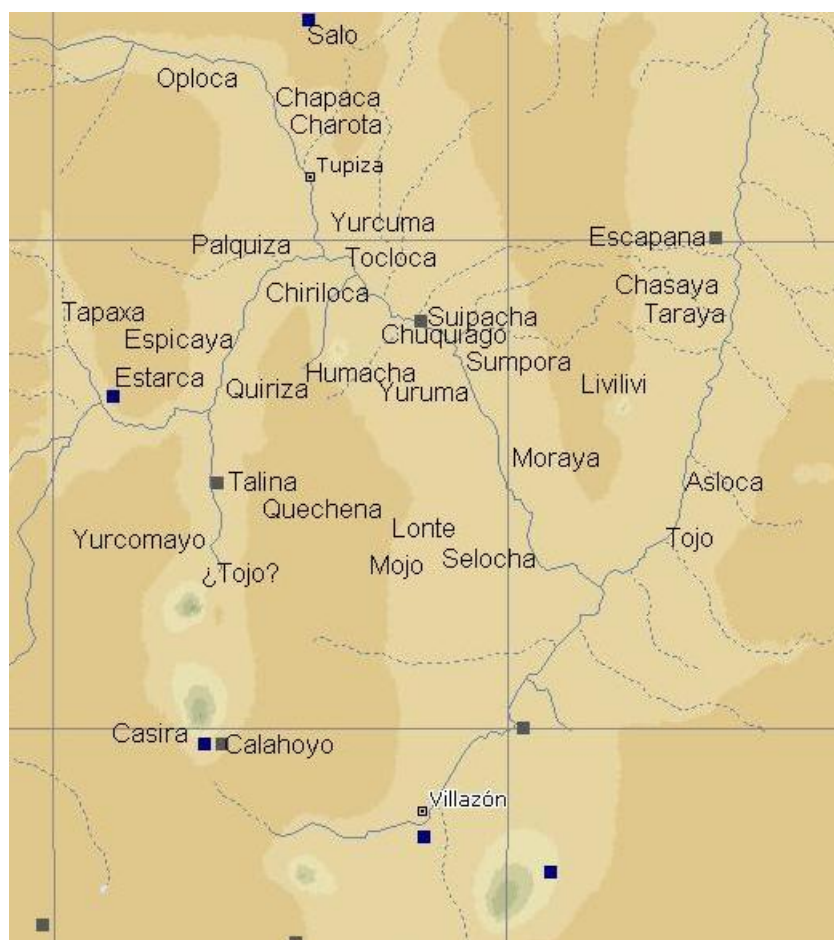 Salo
Oploca
Chapaca
Charota
Tupiza
Yurcuma
Escapana
Palquiza
Tocloca
Chasaya
Chiriloca
Tapaxa
Taraya
Suipacha
Espicaya
Chuquiago
Sumpora
Humacha
Estarca
Livilivi
Quiriza
Yuruma
Moraya
Talina
Asloca
Quechena
Lonte
Yurcomayo
Tojo
Selocha
Mojo
¿Tojo?
Casira
Calahoyo
Villazón